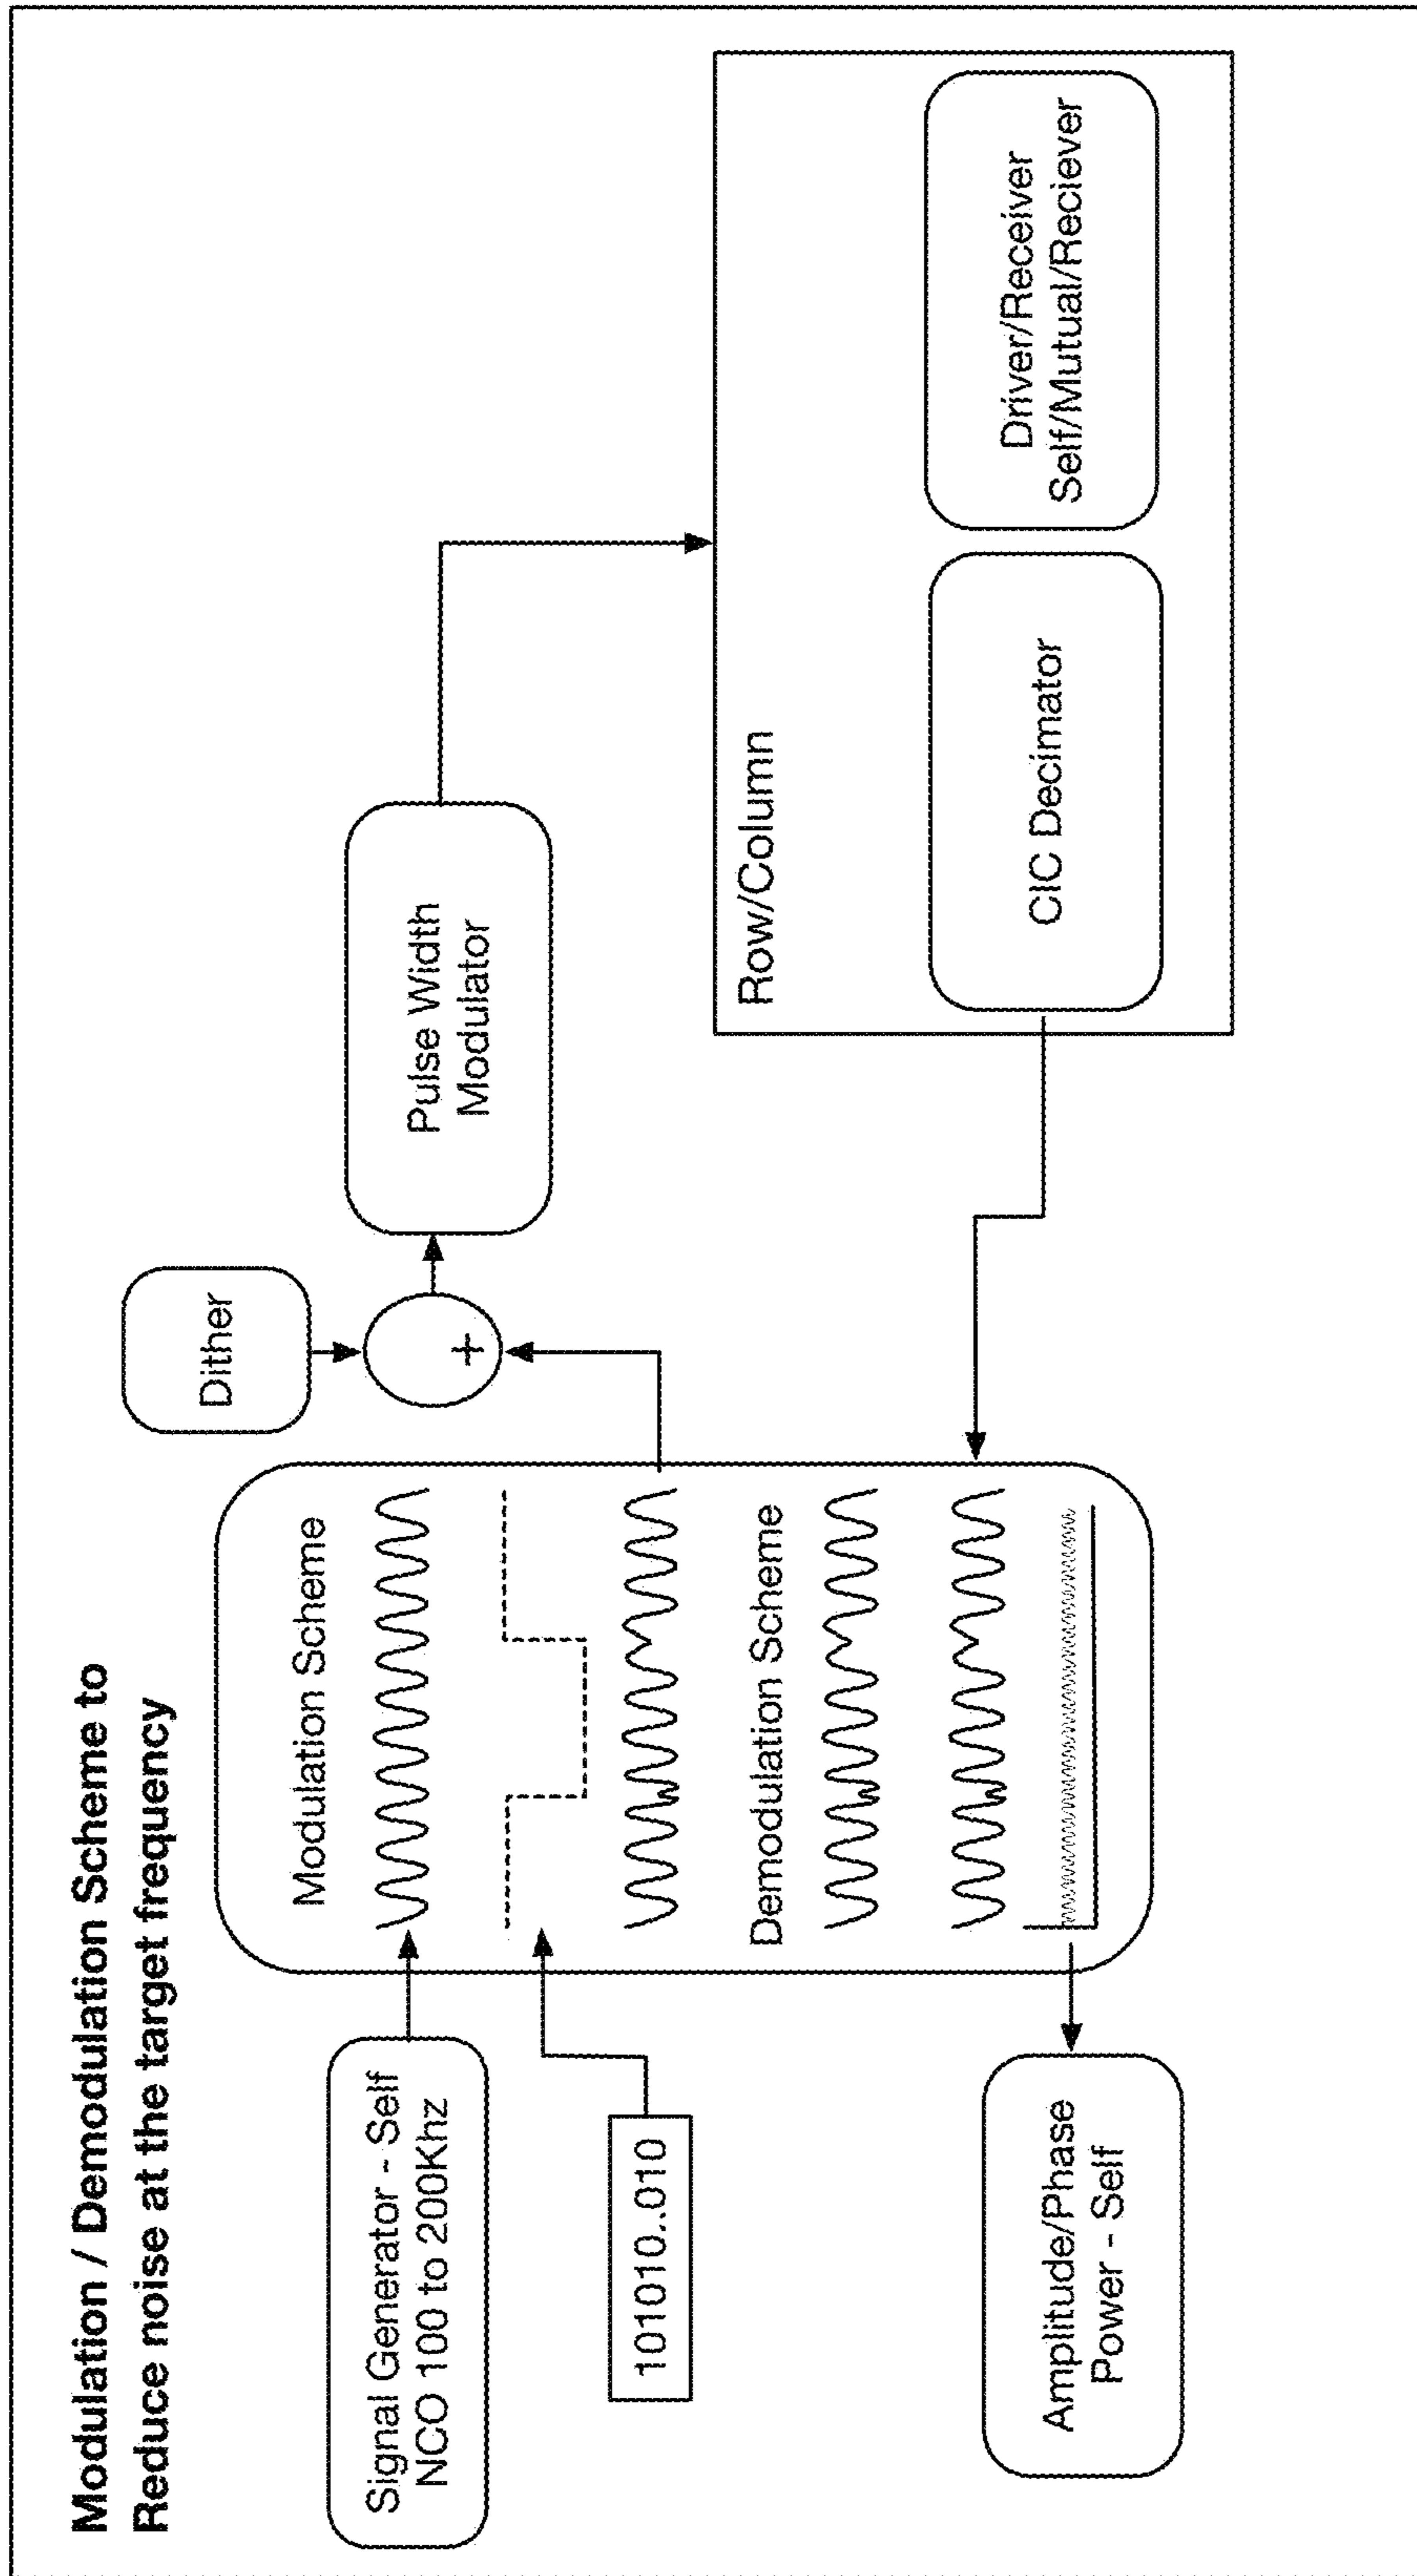 Modulation / Demodulation Scheme to
Reduce noise at the target frequency
Signal Generator - Self
NCO 100 to 200Khz
101010..010
Amplitude/Phase
Power - Self
Modulation Scheme
Demodulation Scheme
Dither
+
Pulse Width
Modulator
Row/Column
CIC Decimator
Driver/Receiver
Self/Mutual/Reciever